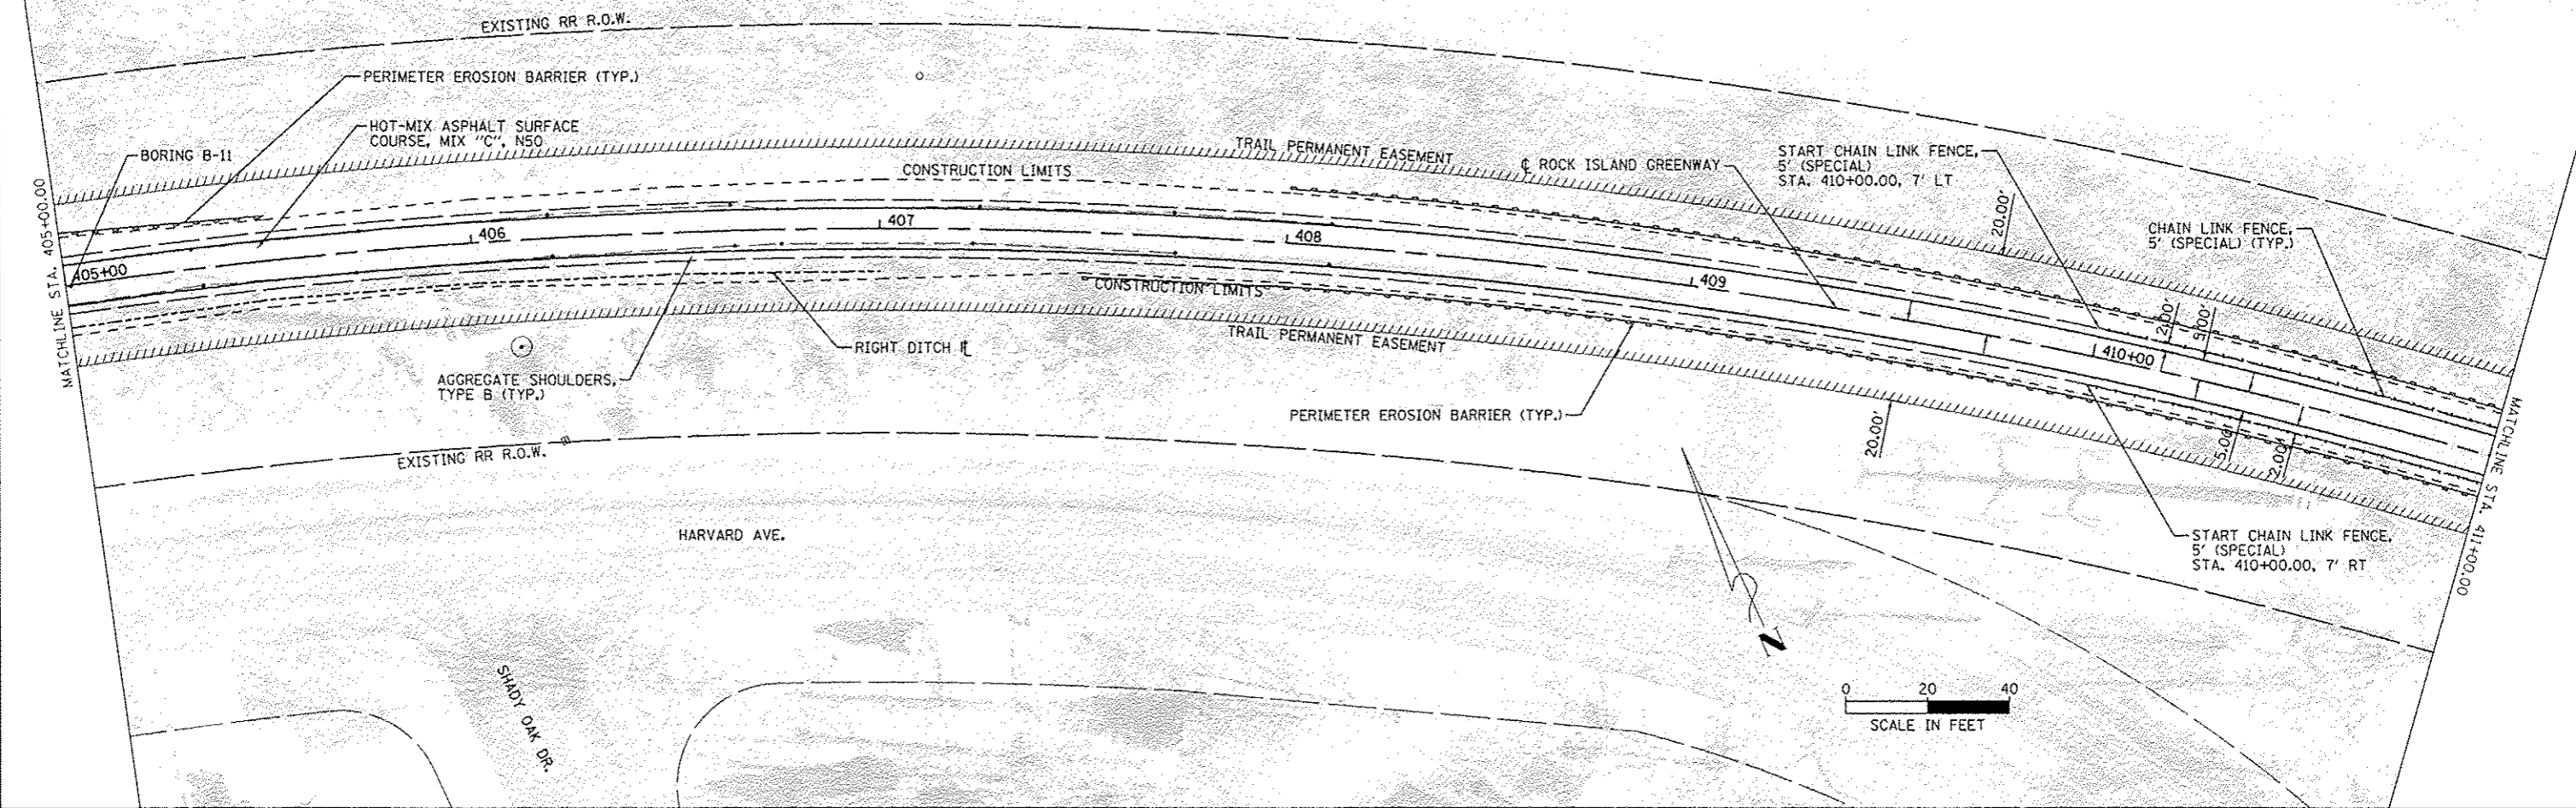 EXISTING RR R.O.W.
PERIMETER EROSION BARRIER (TYP.)
HOT-MIX ASPHALT SURFACE
COURSE, MIX "C", N50
BORING B-11
MATCHLINE STA. 405+00.00
405+00
406
407
408
409
410+00
CONSTRUCTION LIMITS
TRAIL PERMANENT EASEMENT
℄ ROCK ISLAND GREENWAY
START CHAIN LINK FENCE,
5' (SPECIAL)
STA. 410+00.00, 7' LT
20.00'
CHAIN LINK FENCE,
5' (SPECIAL) (TYP.)
2.00'
5.00'
CONSTRUCTION LIMITS
TRAIL PERMANENT EASEMENT
RIGHT DITCH ℄
AGGREGATE SHOULDERS,
TYPE B (TYP.)
PERIMETER EROSION BARRIER (TYP.)
20.00'
5.00'
2.00'
EXISTING RR R.O.W.
MATCHLINE STA. 411+00.00
HARVARD AVE.
START CHAIN LINK FENCE,
5' (SPECIAL)
STA. 410+00.00, 7' RT
SHADY OAK DR.
N
0 20 40
SCALE IN FEET